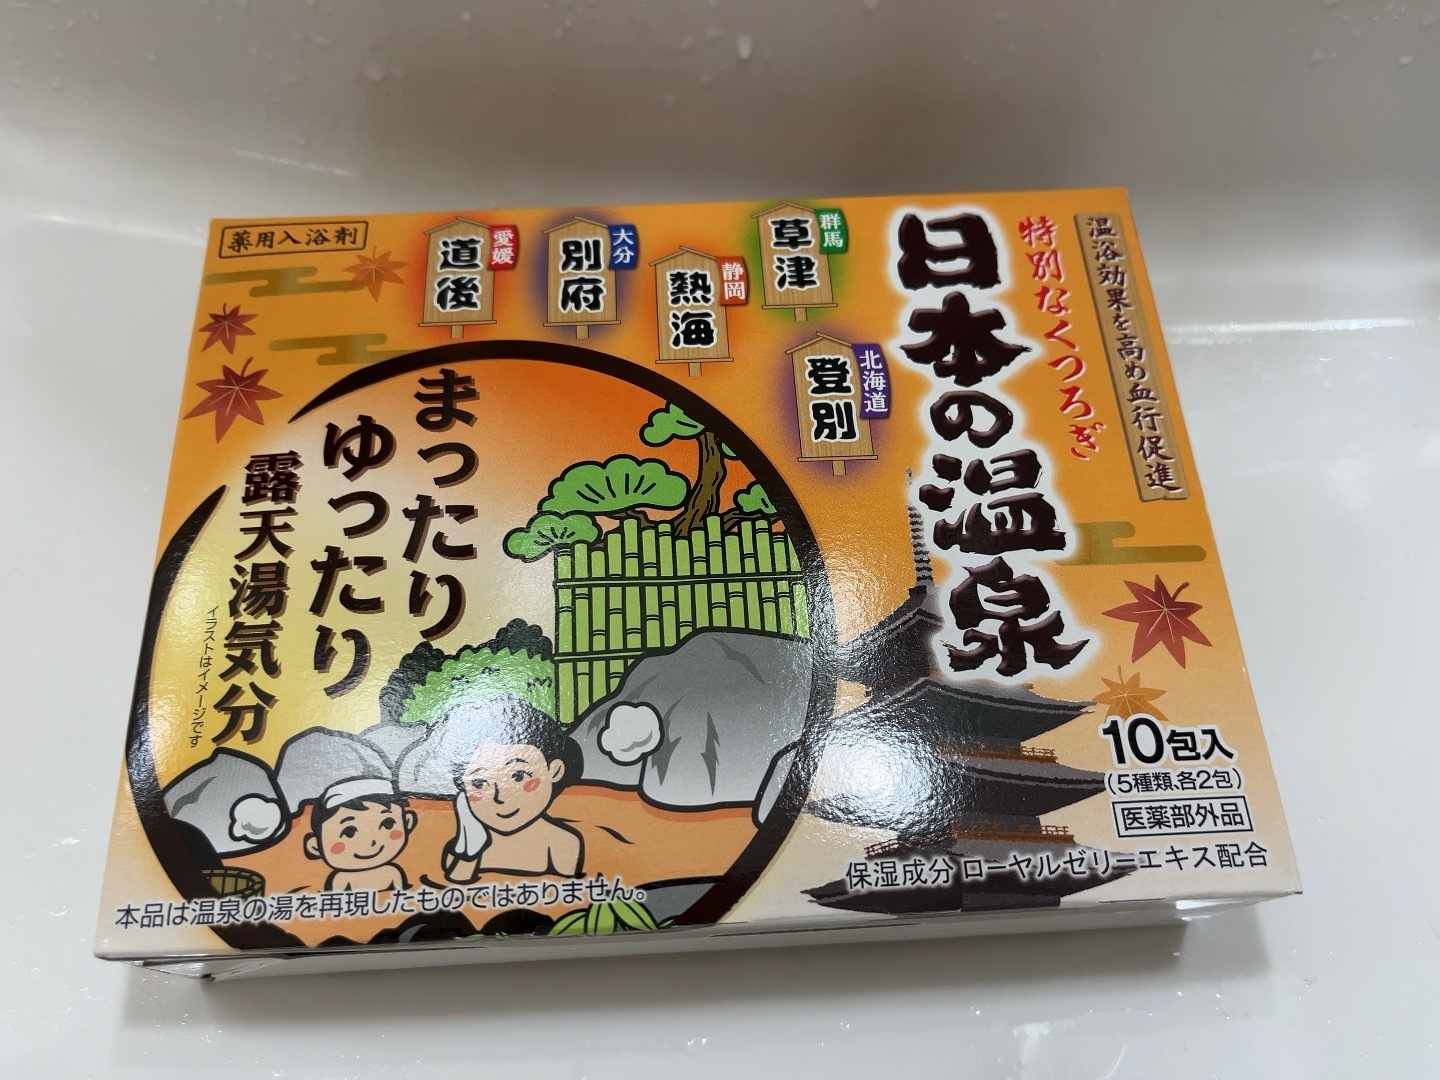 温浴効果を高め血行促進
特別なくつろぎ
日本の温泉
群馬
草津
静岡
熱海
大分
別府
愛媛
道後
北海道
登別
薬用入浴剤
まったり
ゆったり
露天湯気分
イラストはイメージです
10包入
(5種類、各2包)
医薬部外品
保湿成分 ローヤルゼリーエキス配合
本品は温泉の湯を再現したものではありません。